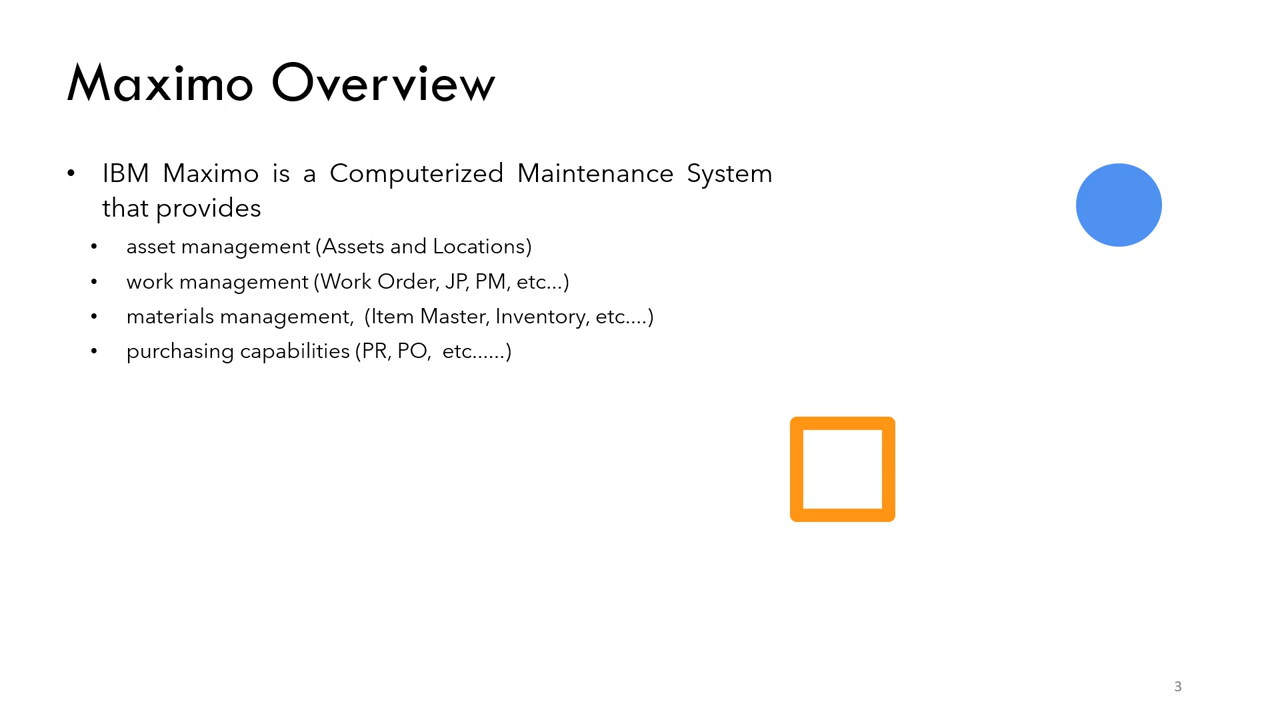 Maximo Overview
• IBM Maximo is a Computerized Maintenance System
that provides
• asset management (Assets and Locations)
• work management (Work Order, JP, PM, etc...)
• materials management,  (Item Master, Inventory, etc....)
• purchasing capabilities (PR, PO,  etc......)
3